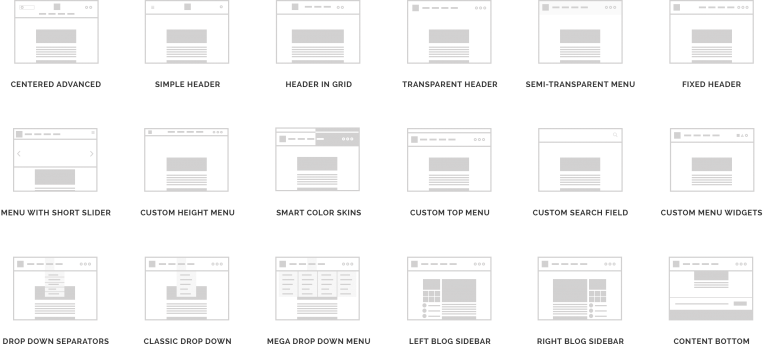 CENTERED ADVANCED
SIMPLE HEADER
HEADER IN GRID
TRANSPARENT HEADER
SEMI-TRANSPARENT MENU
FIXED HEADER
MENU WITH SHORT SLIDER
CUSTOM HEIGHT MENU
SMART COLOR SKINS
CUSTOM TOP MENU
CUSTOM SEARCH FIELD
CUSTOM MENU WIDGETS
DROP DOWN SEPARATORS
CLASSIC DROP DOWN
MEGA DROP DOWN MENU
LEFT BLOG SIDEBAR
RIGHT BLOG SIDEBAR
CONTENT BOTTOM